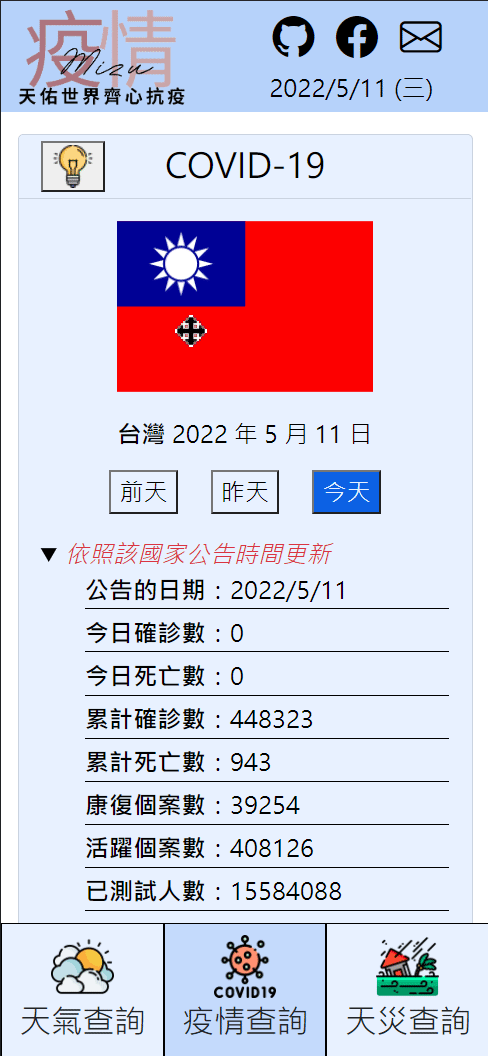 疫情
Mizu
天佑世界齊心抗疫
2022/5/11 (三)
COVID-19
台灣 2022 年 5 月 11 日
前天
昨天
今天
▼ 依照該國家公告時間更新
公告的日期：2022/5/11
今日確診數：0
今日死亡數：0
累計確診數：448323
累計死亡數：943
康復個案數：39254
活躍個案數：408126
已測試人數：15584088
COVID19
天氣查詢
疫情查詢
天災查詢